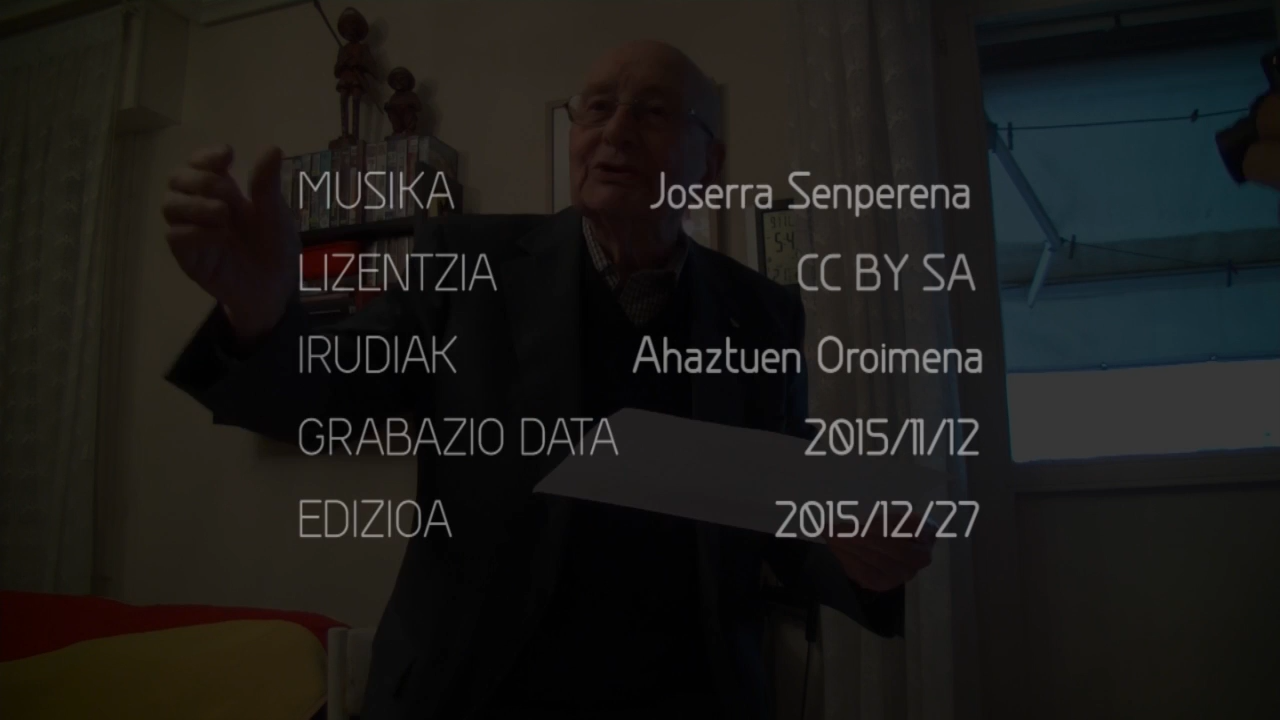 MUSIKA Joserra Senperena
LIZENTZIA CC BY SA
IRUDIAK Ahaztuen Oroimena
GRABAZIO DATA 2015/11/12
EDIZIOA 2015/12/27